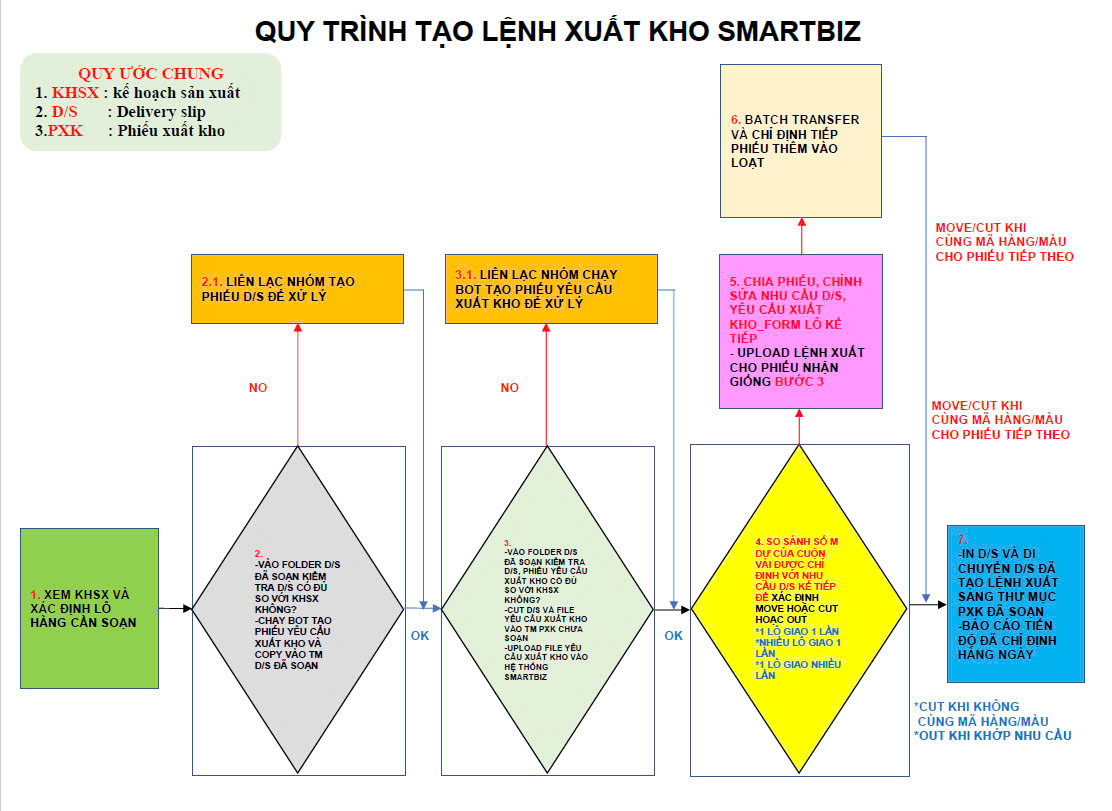 QUY TRÌNH TẠO LỆNH XUẤT KHO SMARTBIZ
QUY ƯỚC CHUNG
1. KHSX : kế hoạch sản xuất
2. D/S : Delivery slip
3.PXK : Phiếu xuất kho
6. BATCH TRANSFER
VÀ CHỈ ĐỊNH TIẾP
PHIẾU THÊM VÀO
LOẠT
MOVE/CUT KHI
CÙNG MÃ HÀNG/MÀU
CHO PHIẾU TIẾP THEO
2.1. LIÊN LẠC NHÓM TẠO
PHIẾU D/S ĐỂ XỬ LÝ
3.1. LIÊN LẠC NHÓM CHẠY
BOT TẠO PHIẾU YÊU CẦU
XUẤT KHO ĐỂ XỬ LÝ
5. CHIA PHIẾU, CHỈNH
SỬA NHU CẦU D/S,
YÊU CẦU XUẤT
KHO_FORM LÔ KẾ
TIẾP
- UPLOAD LỆNH XUẤT
CHO PHIẾU NHẬN
GIỐNG BƯỚC 3
NO
NO
MOVE/CUT KHI
CÙNG MÃ HÀNG/MÀU
CHO PHIẾU TIẾP THEO
1. XEM KHSX VÀ
XÁC ĐỊNH LÔ
HÀNG CẦN SOẠN
2.
-VÀO FOLDER D/S
ĐÃ SOẠN KIỂM
TRA D/S CÓ ĐỦ
SO VỚI KHSX
KHÔNG?
-CHẠY BOT TẠO
PHIẾU YÊU CẦU
XUẤT KHO VÀ
COPY VÀO TM
D/S ĐÃ SOẠN
OK
3.
-VÀO FOLDER D/S
ĐÃ SOẠN KIỂM TRA
D/S, PHIẾU YÊU CẦU
XUẤT KHO CÓ ĐỦ
SO VỚI KHSX
KHÔNG?
-CUT D/S VÀ FILE
YÊU CẦU XUẤT KHO
VÀO TM PXK CHƯA
SOẠN
-UPLOAD FILE YÊU
CẦU XUẤT KHO VÀO
HỆ THỐNG
SMARTBIZ
OK
4. SO SÁNH SỐ M
DƯ CỦA CUỘN
VẢI ĐƯỢC CHỈ
ĐỊNH VỚI NHU
CẦU D/S KẾ TIẾP
ĐỂ XÁC ĐỊNH
MOVE HOẶC CUT
HOẠC OUT
*1 LÔ GIAO 1 LẦN
*NHIỀU LÔ GIAO 1
LẦN
*1 LÔ GIAO NHIỀU
LẦN
7.
-IN D/S VÀ DI
CHUYỂN D/S ĐÃ
TẠO LỆNH XUẤT
SANG THƯ MỤC
PXK ĐÃ SOẠN
-BÁO CÁO TIẾN
ĐỘ ĐÃ CHỈ ĐỊNH
HÀNG NGÀY
*CUT KHI KHÔNG
CÙNG MÃ HÀNG/MÀU
*OUT KHI KHỚP NHU CẦU